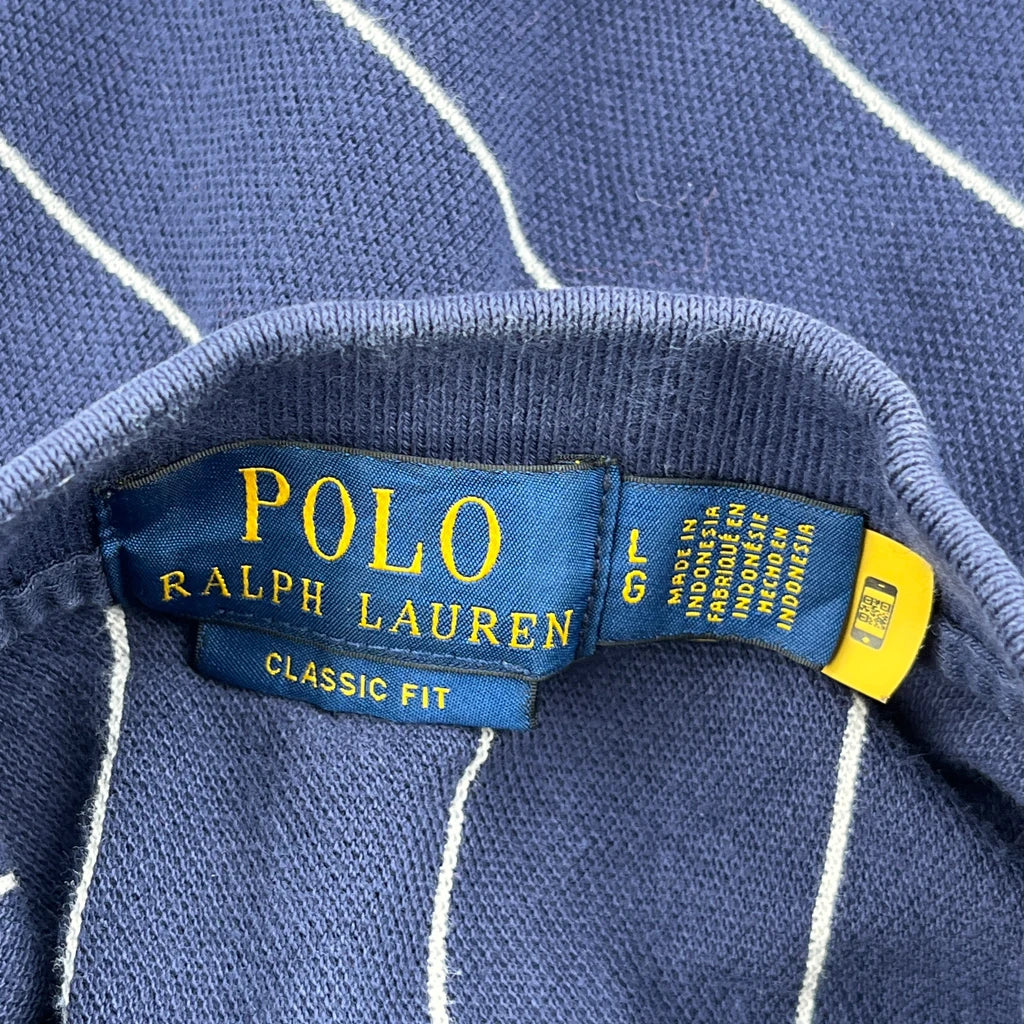 POLO
RALPH LAUREN
CLASSIC FIT
L
G
MADE IN
INDONESIA
FABRIQUÉ EN
INDONÉSIE
HECHO EN
INDONESIA